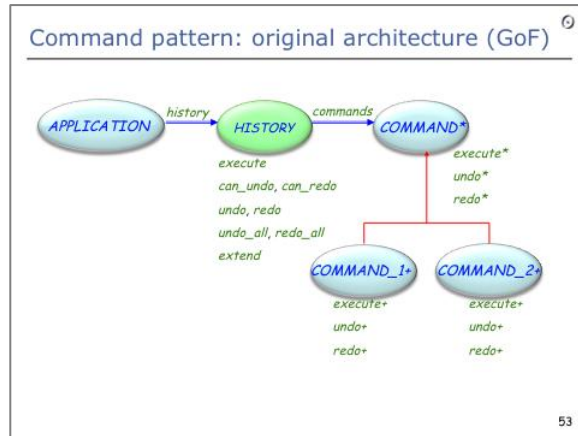 Command pattern: original architecture (GoF)
APPLICATION
history
HISTORY
commands
COMMAND*
execute
can_undo, can_redo
undo, redo
undo_all, redo_all
extend
execute*
undo*
redo*
COMMAND_1+
COMMAND_2+
execute+
undo+
redo+
execute+
undo+
redo+
53